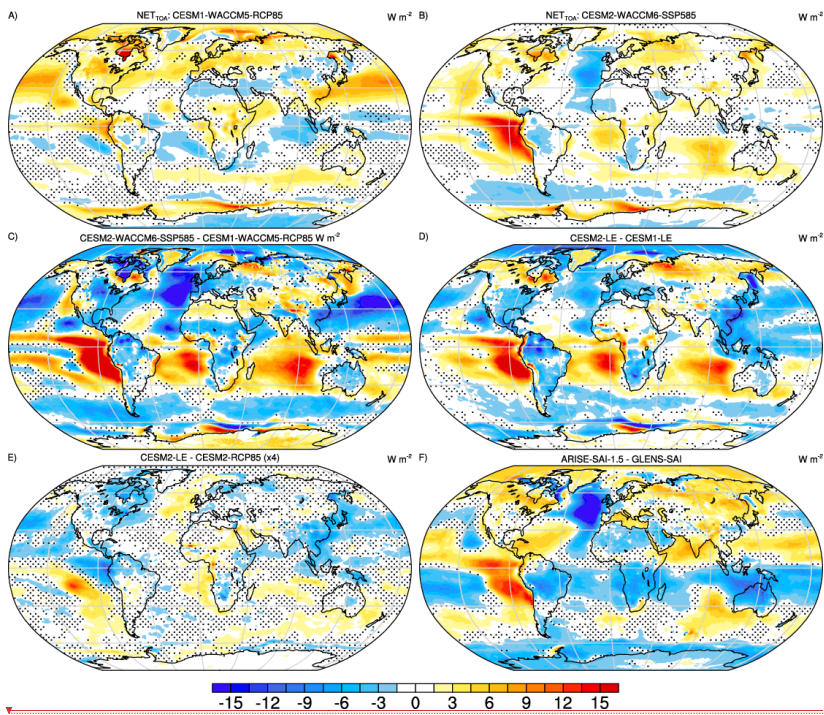 A) NET_TOA: CESM1-WACCM5-RCP85 W m⁻²
B) NET_TOA: CESM2-WACCM6-SSP585 W m⁻²
C) CESM2-WACCM6-SSP585 - CESM1-WACCM5-RCP85 W m⁻²
D) CESM2-LE - CESM1-LE W m⁻²
E) CESM2-LE - CESM2-RCP85 (x4) W m⁻²
F) ARISE-SAI-1.5 - GLENS-SAI W m⁻²
-15 -12 -9 -6 -3 0 3 6 9 12 15